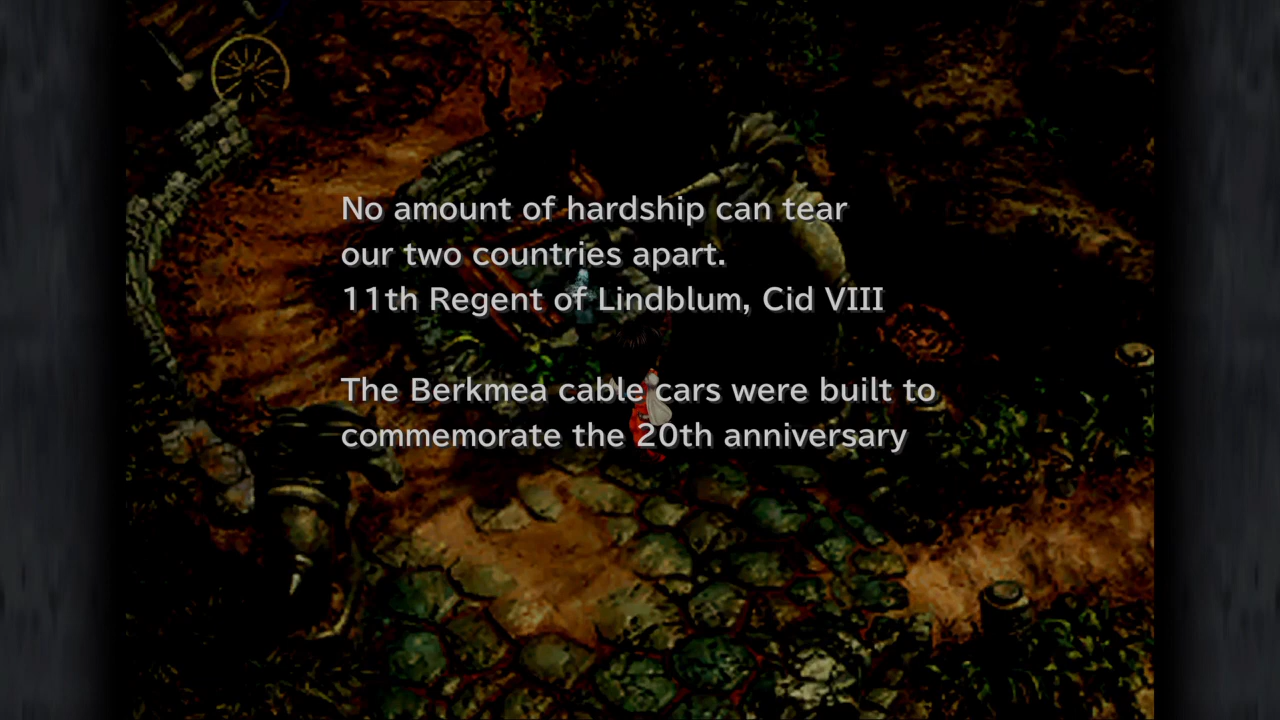 No amount of hardship can tear
our two countries apart.
11th Regent of Lindblum, Cid VIII
The Berkmea cable cars were built to
commemorate the 20th anniversary